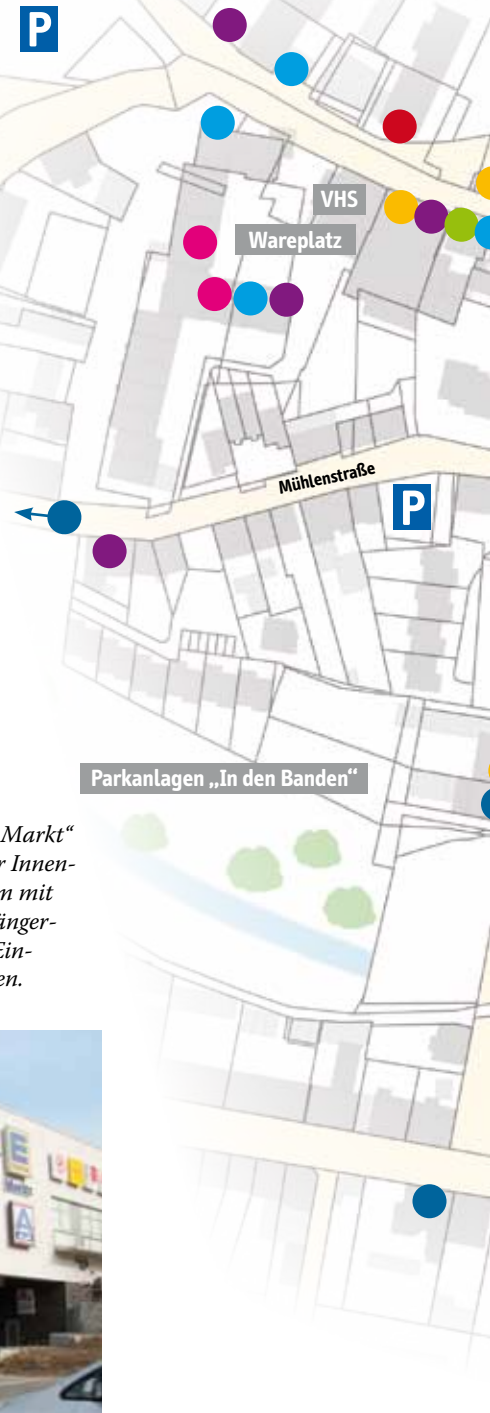 P
VHS
Wareplatz
Mühlenstraße
P
Parkanlagen „In den Banden“
Markt“
r Innen-
m mit
änger-
Ein-
en.
E
A